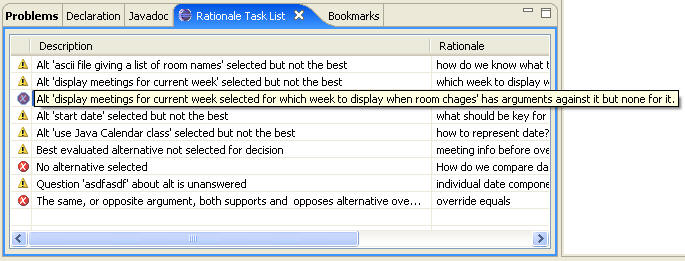 Problems Declaration Javadoc Rationale Task List Bookmarks
Description Rationale
Alt 'ascii file giving a list of room names' selected but not the best how do we know what t
Alt 'display meetings for current week' selected but not the best which week to display w
Alt 'display meetings for current week selected for which week to display when room chages' has arguments against it but none for it.
Alt 'start date' selected but not the best what should be key for
Alt 'use Java Calendar class' selected but not the best how to represent date?
Best evaluated alternative not selected for decision meeting info before ove
No alternative selected How do we compare da
Question 'asdfasdf' about alt is unanswered individual date compone
The same, or opposite argument, both supports and opposes alternative ove... override equals